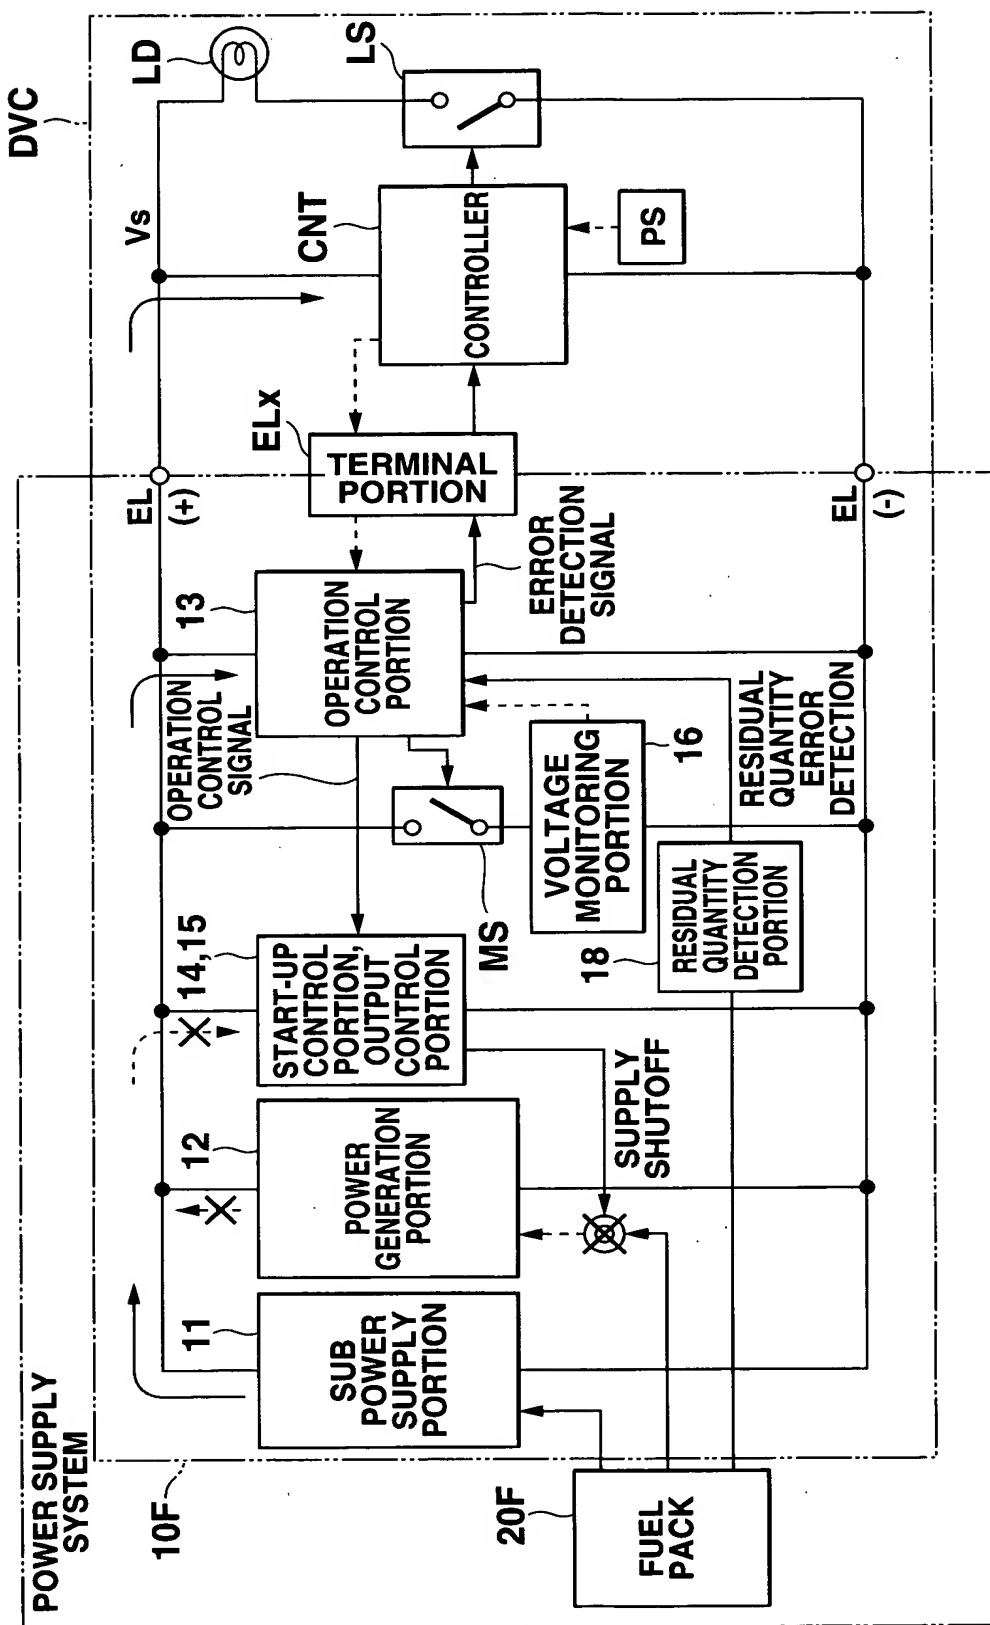 POWER SUPPLY
SYSTEM
10F
20F
FUEL
PACK
11
SUB
POWER
SUPPLY
PORTION
12
POWER
GENERATION
PORTION
SUPPLY
SHUTOFF
14,15
START-UP
CONTROL
PORTION,
OUTPUT
CONTROL
PORTION
18
RESIDUAL
QUANTITY
DETECTION
PORTION
MS
VOLTAGE
MONITORING
PORTION
16
RESIDUAL
QUANTITY
ERROR
DETECTION
OPERATION
CONTROL
SIGNAL
13
OPERATION
CONTROL
PORTION
ERROR
DETECTION
SIGNAL
EL
(+)
EL
(-)
ELx
TERMINAL
PORTION
CNT
CONTROLLER
PS
Vs
DVC
LD
LS